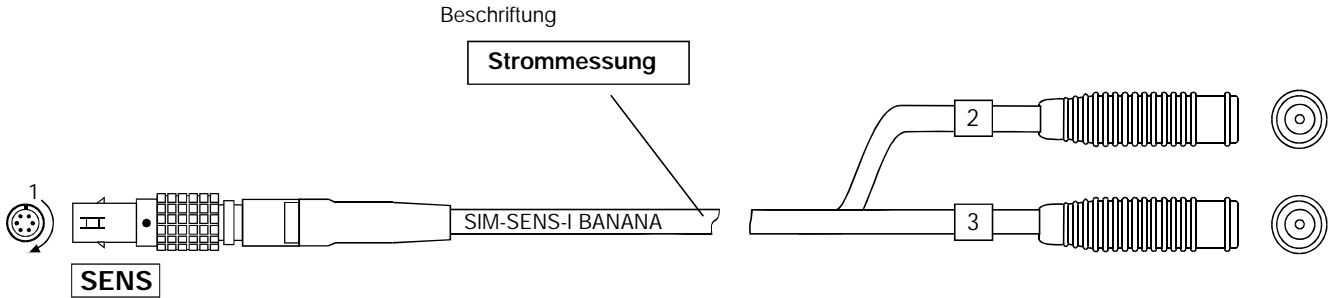 Beschriftung
Strommessung
2
1
SIM-SENS-I BANANA
3
SENS